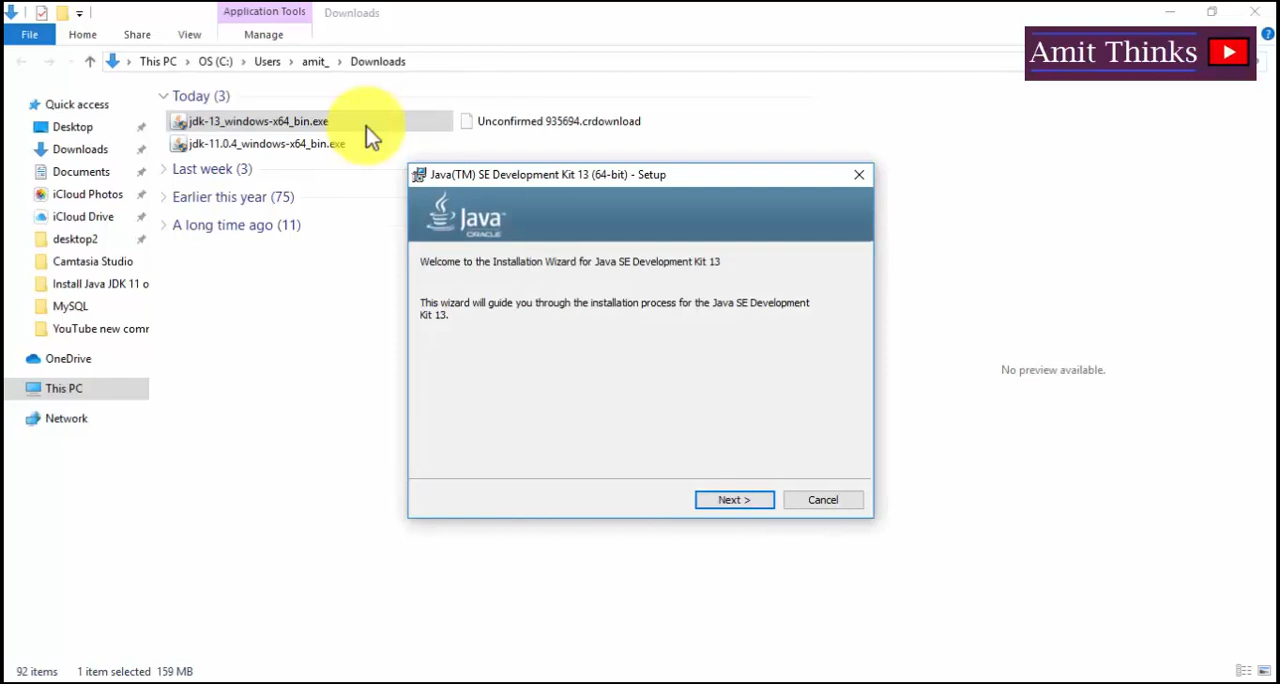 Application Tools
Downloads
File
Home
Share
View
Manage
Amit Thinks
This PC
OS (C:)
Users
amit_
Downloads
Quick access
Desktop
Downloads
Documents
iCloud Photos
iCloud Drive
desktop2
Camtasia Studio
Install Java JDK 11 o
MySQL
YouTube new comr
OneDrive
This PC
Network
Today (3)
jdk-13_windows-x64_bin.exe
Unconfirmed 935694.crdownload
jdk-11.0.4_windows-x64_bin.exe
Last week (3)
Earlier this year (75)
A long time ago (11)
Java(TM) SE Development Kit 13 (64-bit) - Setup
Java
ORACLE
Welcome to the Installation Wizard for Java SE Development Kit 13
This wizard will guide you through the installation process for the Java SE Development
Kit 13.
Next >
Cancel
No preview available.
92 items
1 item selected 159 MB